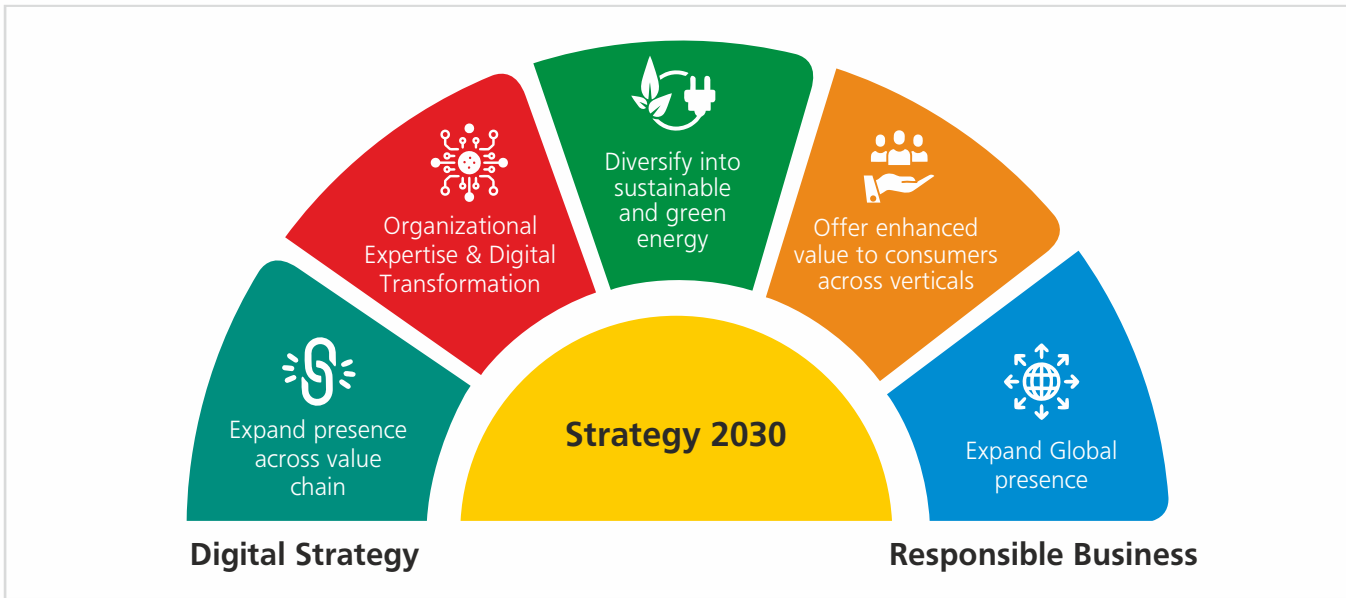 Expand presence
across value
chain
Organizational
Expertise & Digital
Transformation
Diversify into
sustainable
and green
energy
Offer enhanced
value to consumers
across verticals
Expand Global
presence
Strategy 2030
Digital Strategy
Responsible Business